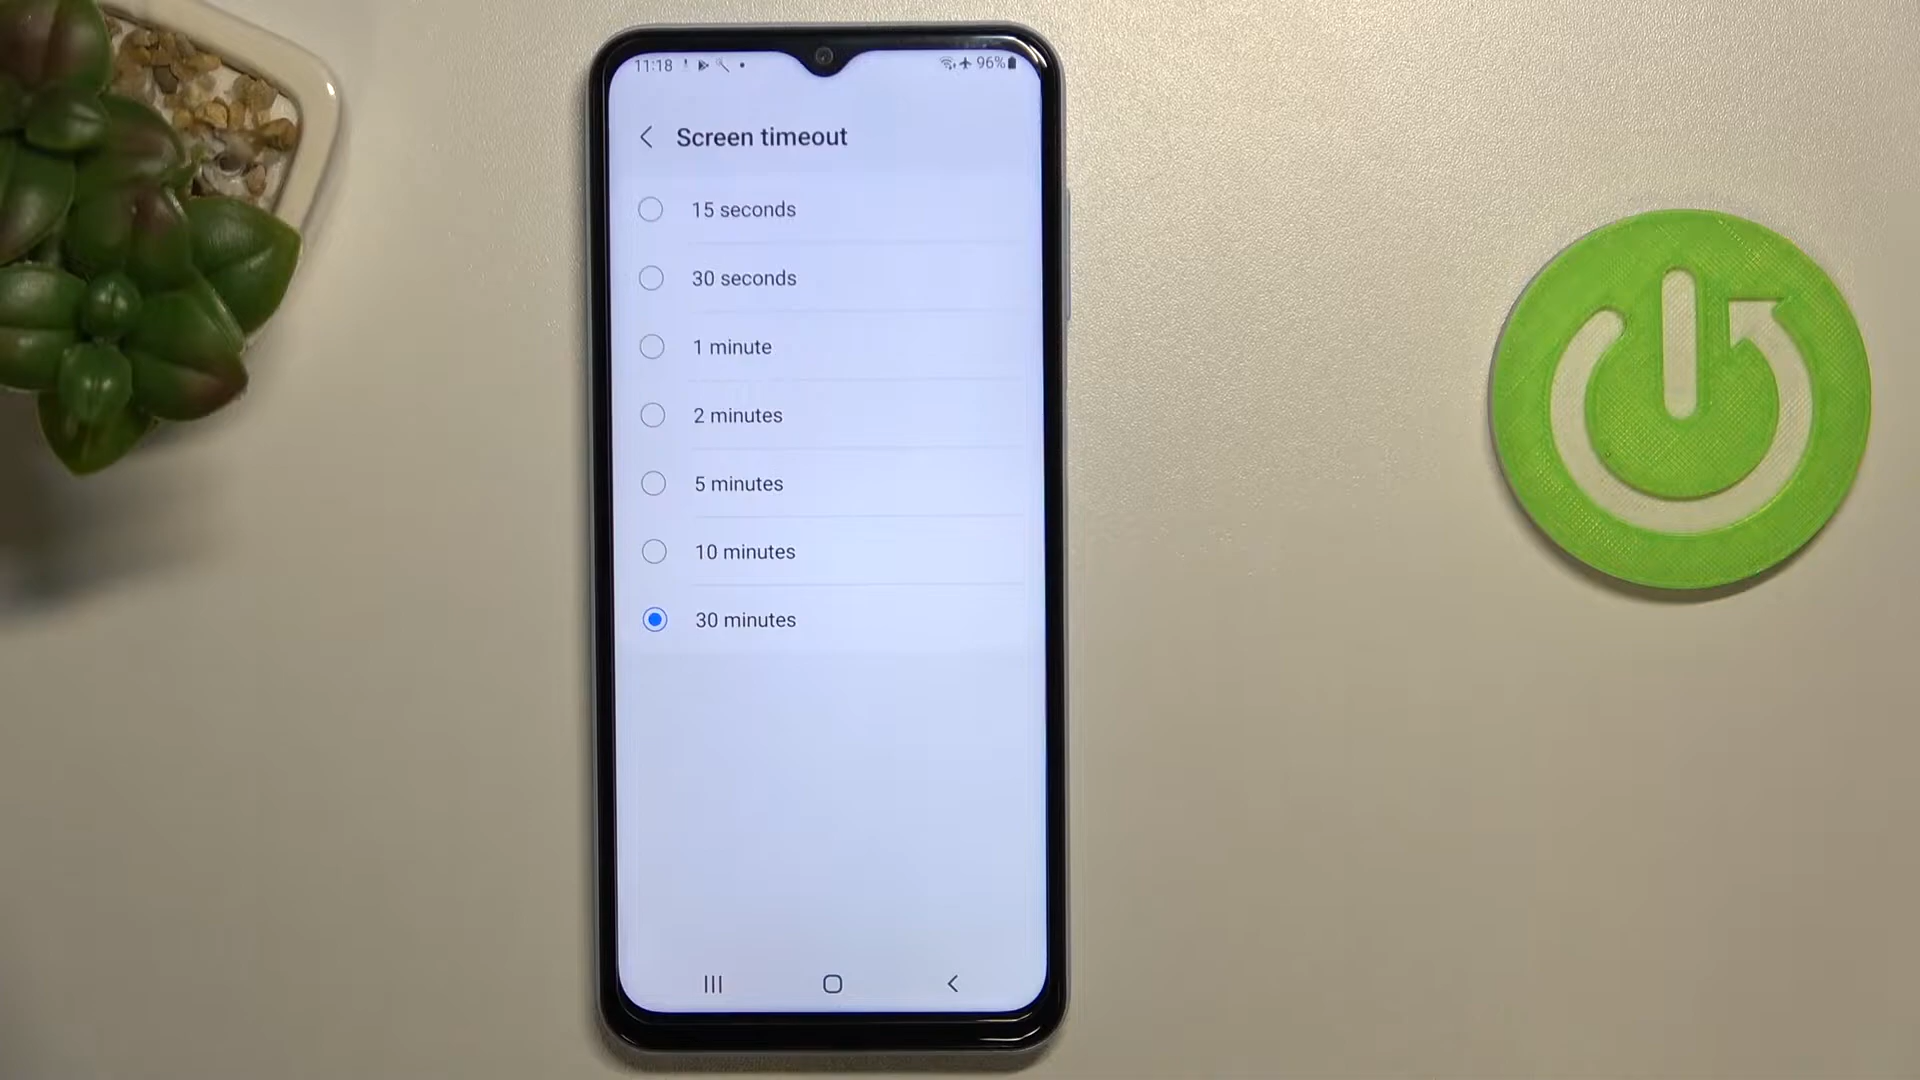 11:18 96%
Screen timeout
15 seconds
30 seconds
1 minute
2 minutes
5 minutes
10 minutes
30 minutes